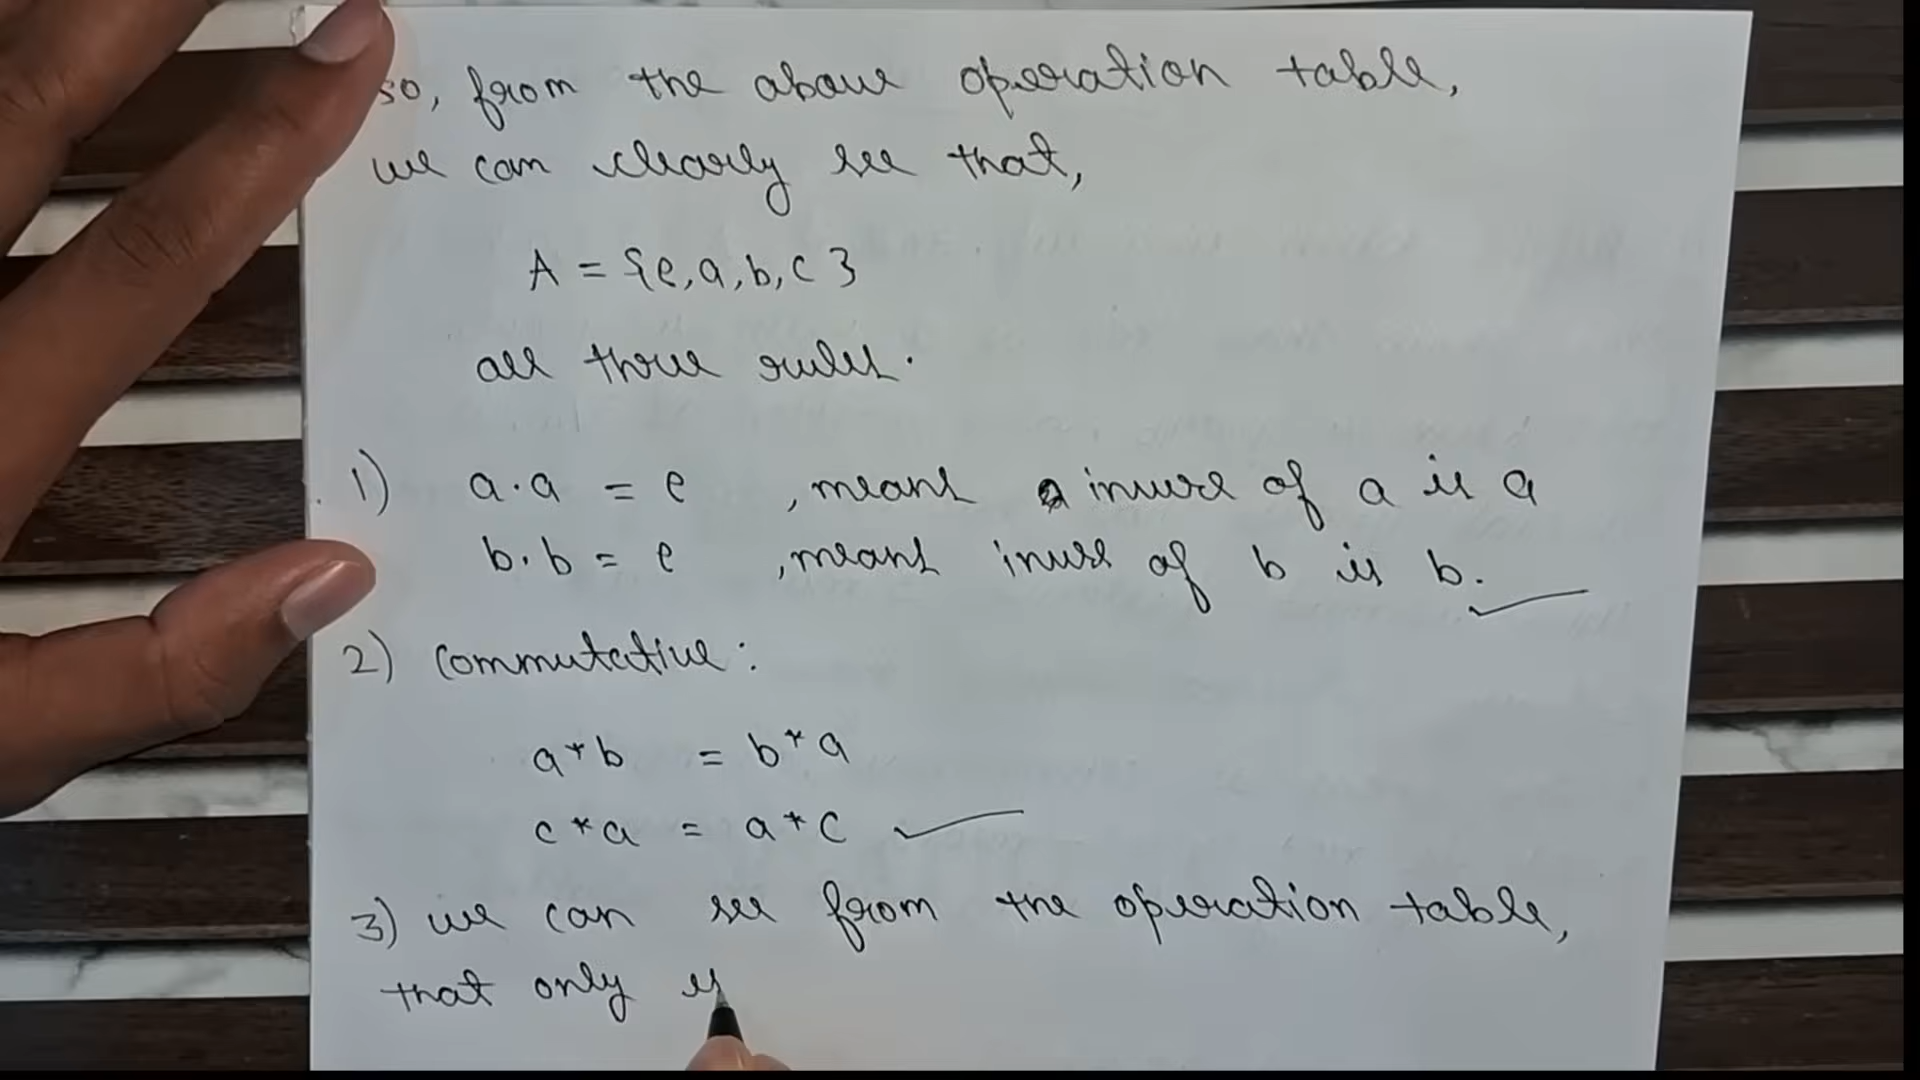 so, from the above operation table,
we can clearly see that,
A = {e, a, b, c}
all three rules.
1) a·a = e , means inverse of a is a
b·b = e , means inverse of b is b.
2) commutative:
a*b = b*a
c*a = a*c
3) we can see from the operation table,
that only